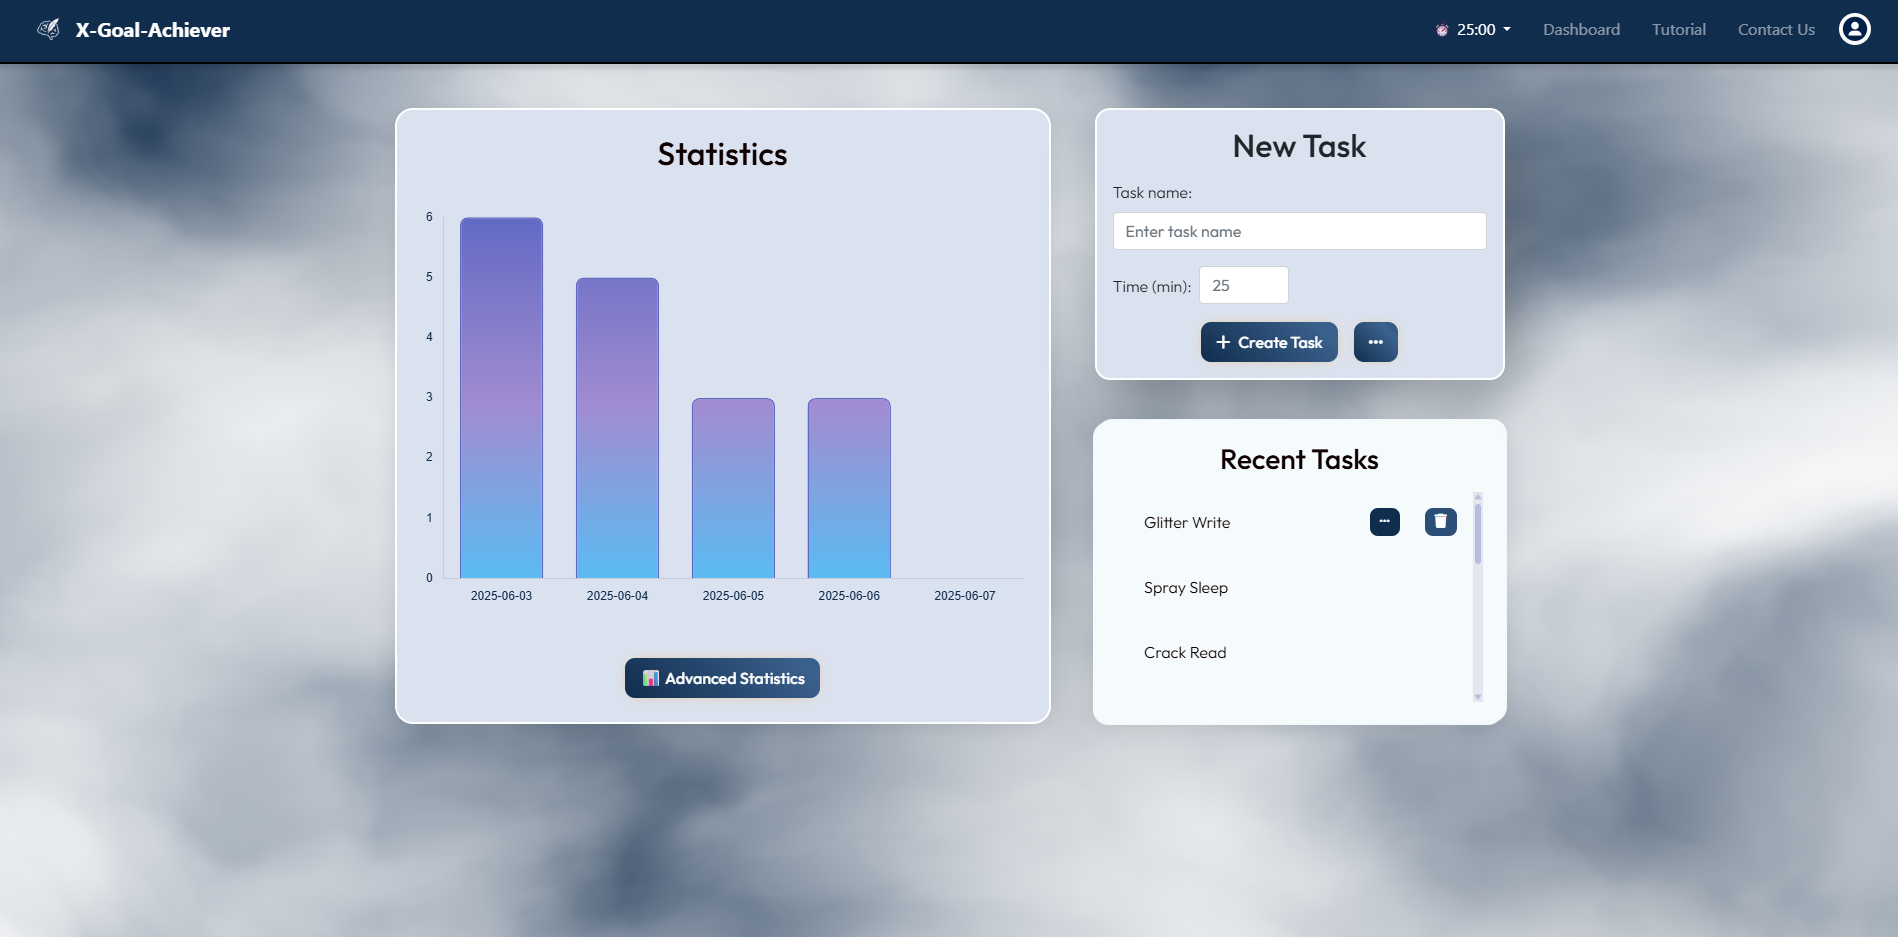 X-Goal-Achiever
25:00
Dashboard
Tutorial
Contact Us
Statistics
6
5
4
3
2
1
0
2025-06-03 2025-06-04 2025-06-05 2025-06-06 2025-06-07
Advanced Statistics
New Task
Task name:
Enter task name
Time (min): 25
Create Task
Recent Tasks
Glitter Write
Spray Sleep
Crack Read